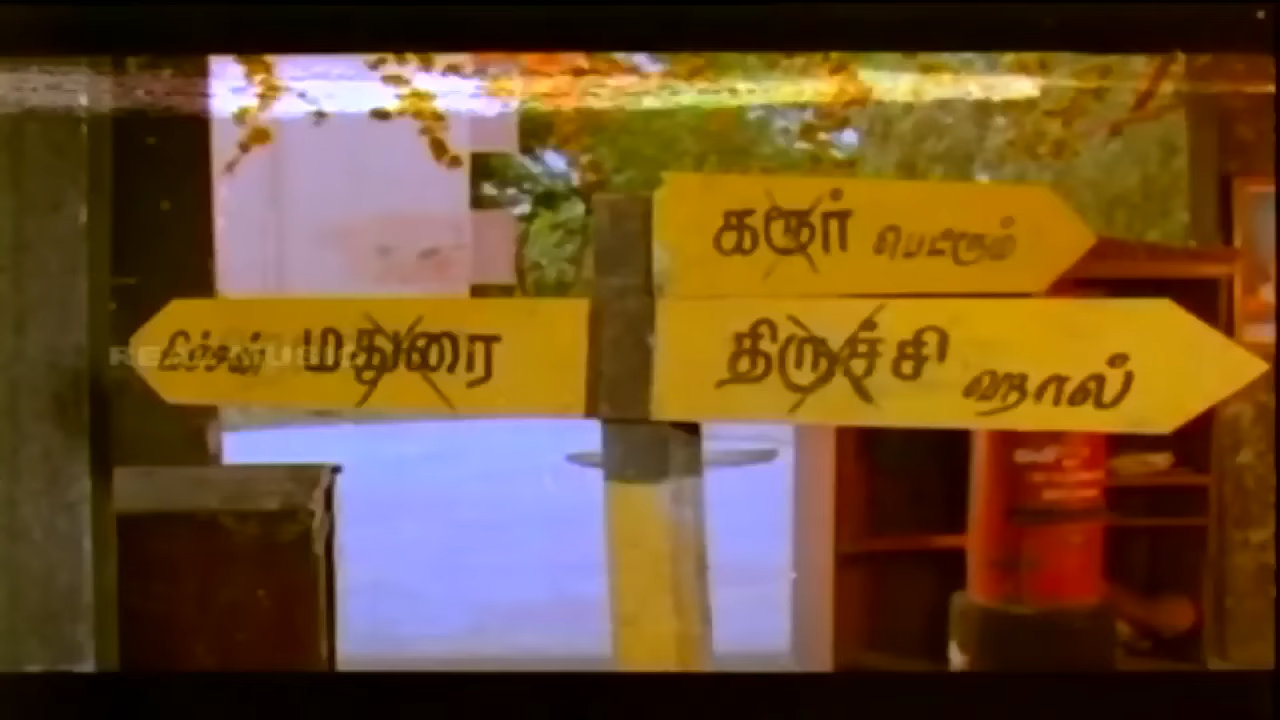 கரூர் பெட்ரூம்
கிச்சன் மதுரை
திருச்சி ஹால்